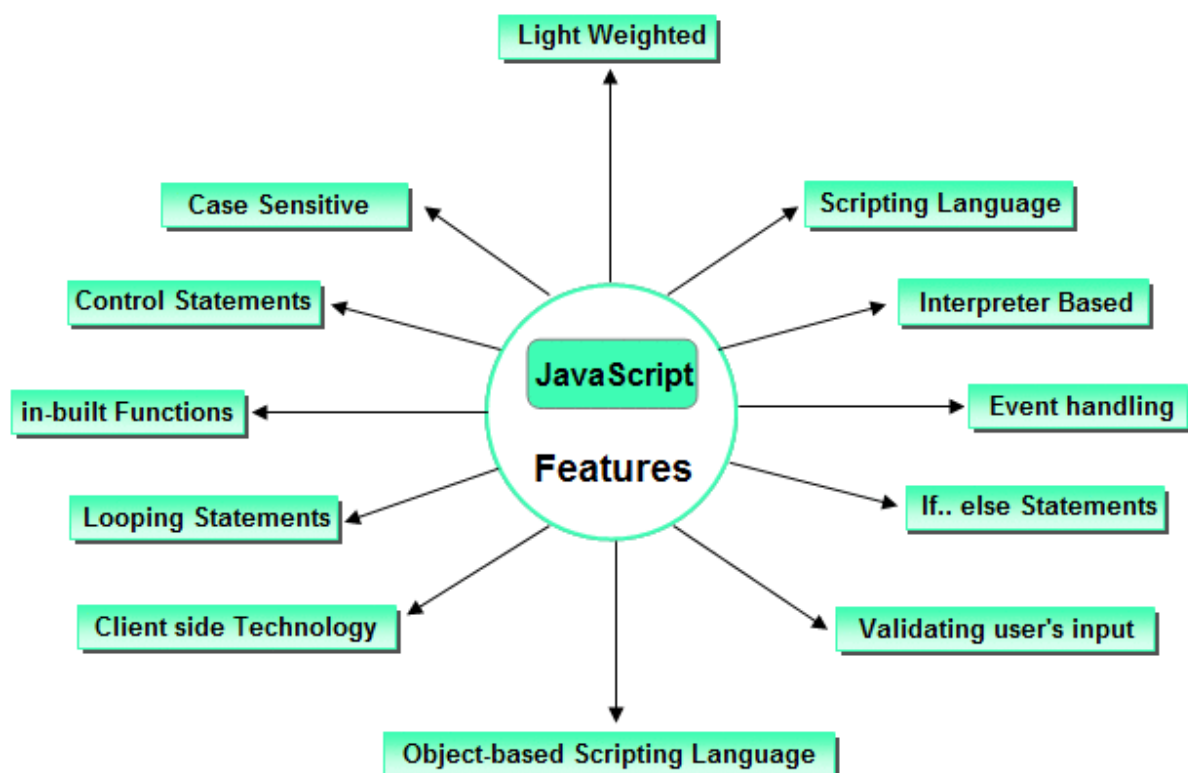 Light Weighted
Case Sensitive
Scripting Language
Control Statements
Interpreter Based
JavaScript
in-built Functions
Event handling
Features
Looping Statements
If.. else Statements
Client side Technology
Validating user's input
Object-based Scripting Language